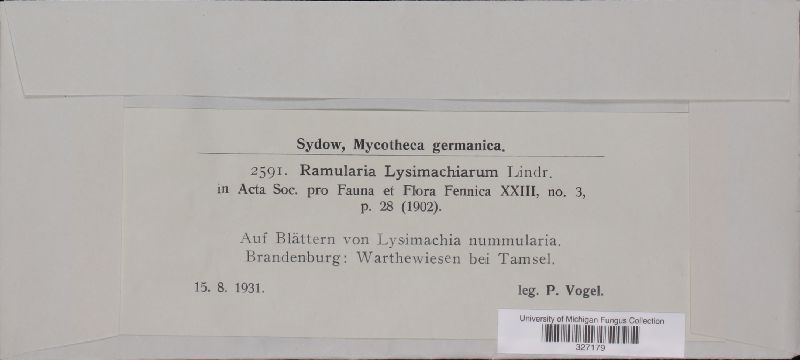 Sydow, Mycotheca germanica.
2591. Ramularia Lysimachiarum Lindr.
in Acta Soc. pro Fauna et Flora Fennica XXIII, no. 3,
p. 28 (1902).
Auf Blättern von Lysimachia nummularia.
Brandenburg: Warthewiesen bei Tamsel.
15. 8. 1931. leg. P. Vogel.
University of Michigan Fungus Collection
327179